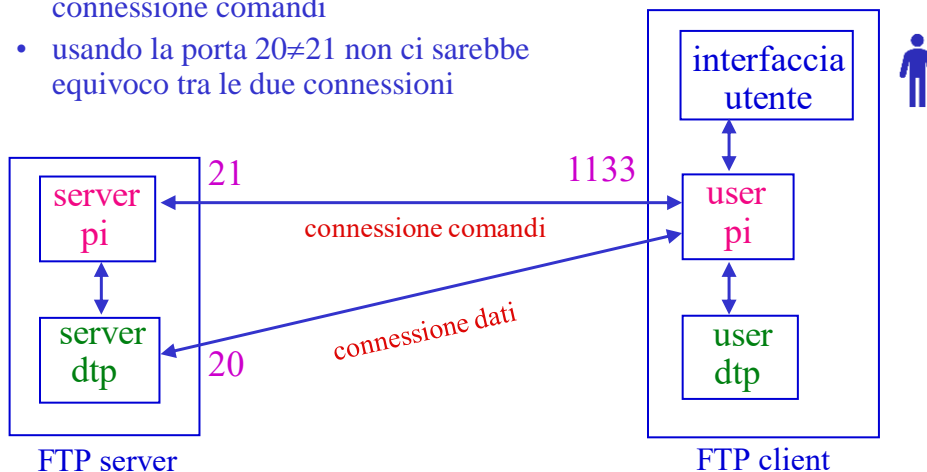 connessione comandi
• usando la porta 20≠21 non ci sarebbe
equivoco tra le due connessioni
interfaccia
utente
21
1133
server
pi
user
pi
connessione comandi
connessione dati
server
dtp
20
user
dtp
FTP server
FTP client